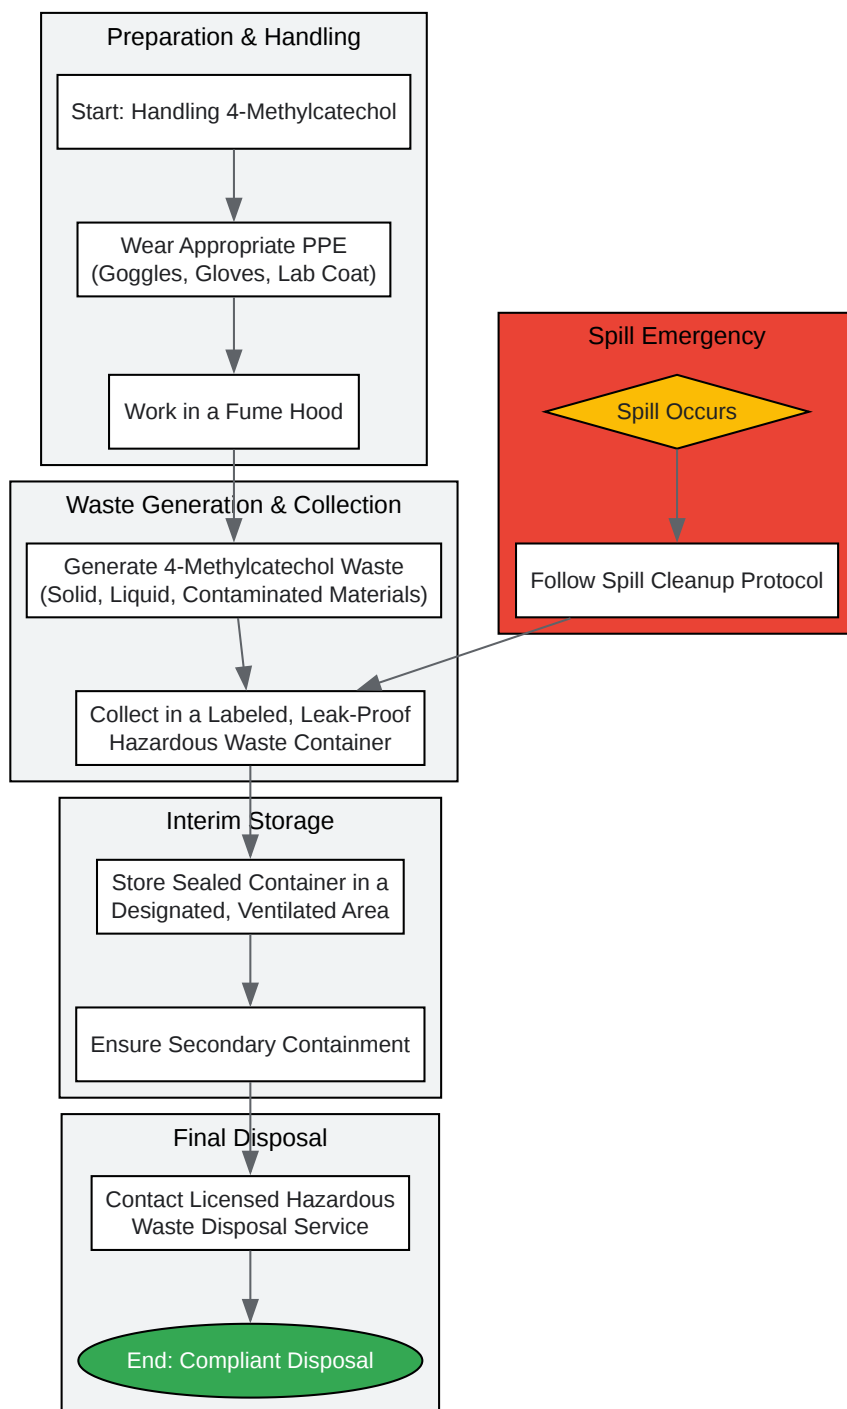 Preparation & Handling
Start: Handling 4-Methylcatechol
Wear Appropriate PPE
(Goggles, Gloves, Lab Coat)
Work in a Fume Hood
Spill Emergency
Spill Occurs
Follow Spill Cleanup Protocol
Waste Generation & Collection
Generate 4-Methylcatechol Waste
(Solid, Liquid, Contaminated Materials)
Collect in a Labeled, Leak-Proof
Hazardous Waste Container
Interim Storage
Store Sealed Container in a
Designated, Ventilated Area
Ensure Secondary Containment
Final Disposal
Contact Licensed Hazardous
Waste Disposal Service
End: Compliant Disposal